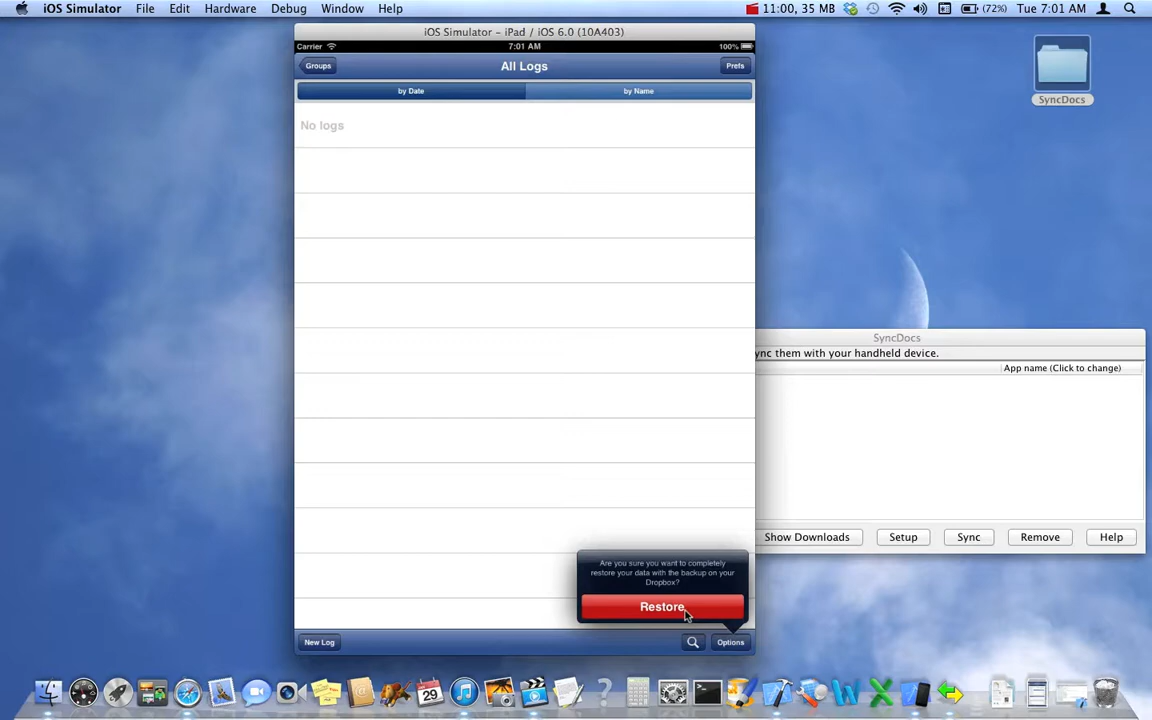 iOS Simulator File Edit Hardware Debug Window Help 11:00, 35 MB (72%) Tue 7:01 AM
iOS Simulator - iPad / iOS 6.0 (10A403)
Carrier 7:01 AM 100%
Groups All Logs Prefs
by Date by Name
No logs
SyncDocs
SyncDocs
ync them with your handheld device.
App name (Click to change)
Show Downloads Setup Sync Remove Help
Are you sure you want to completely
restore your data with the backup on your
Dropbox?
Restore
New Log Options
29